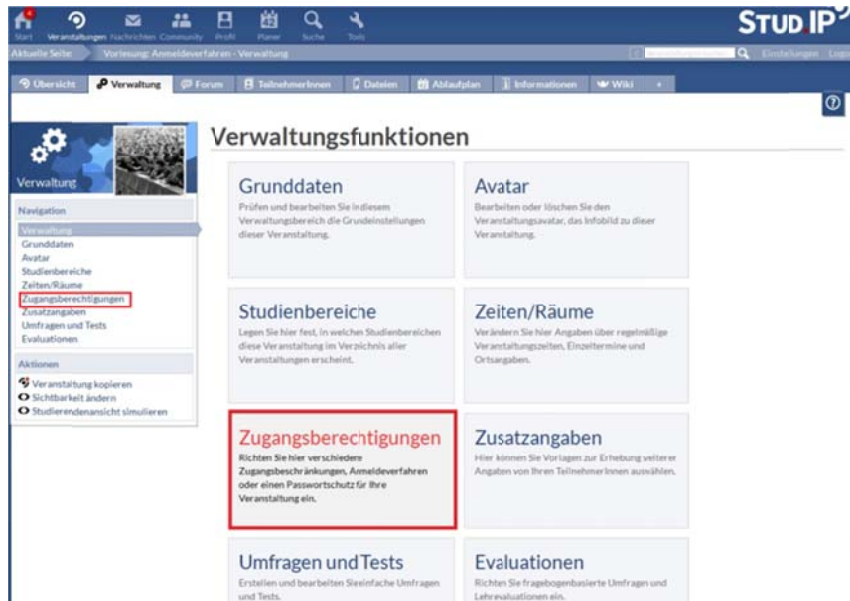 4
42
Start Veranstaltungen Nachrichten Community Profil Planer Suche Tools
STUD.IP
Aktuelle Seite: Vorlesung: Anmeldeverfahren - Verwaltung
Einstellungen Logout
Übersicht Verwaltung Forum TeilnehmerInnen Dateien Ablaufplan Informationen Wiki +
?
Verwaltung
Navigation
Verwaltung
Grunddaten
Avatar
Studienbereiche
Zeiten/Räume
Zugangsberechtigungen
Zusatzangaben
Umfragen und Tests
Evaluationen
Aktionen
Veranstaltung kopieren
Sichtbarkeit ändern
Studierendenansicht simulieren
Verwaltungsfunktionen
Grunddaten
Prüfen und bearbeiten Sie in diesem
Verwaltungsbereich die Grundeinstellungen
dieser Veranstaltung.
Avatar
Bearbeiten oder löschen Sie den
Veranstaltungsavatar, das Infobild zu dieser
Veranstaltung.
Studienbereiche
Legen Sie hier fest, in welchen Studienbereichen
diese Veranstaltung im Verzeichnis aller
Veranstaltungen erscheint.
Zeiten/Räume
Verändern Sie hier Angaben über regelmäßige
Veranstaltungszeiten, Einzeltermine und
Ortsangaben.
Zugangsberechtigungen
Richten Sie hier verschiedene
Zugangsbeschränkungen, Anmeldeverfahren
oder einen Passwortschutz für Ihre
Veranstaltung ein.
Zusatzangaben
Hier können Sie Vorlagen zur Erhebung weiterer
Angaben von Ihren TeilnehmerInnen auswählen.
Umfragen und Tests
Erstellen und bearbeiten Sie einfache Umfragen
und Tests.
Evaluationen
Richten Sie fragebogenbasierte Umfragen und
Lehrevaluationen ein.